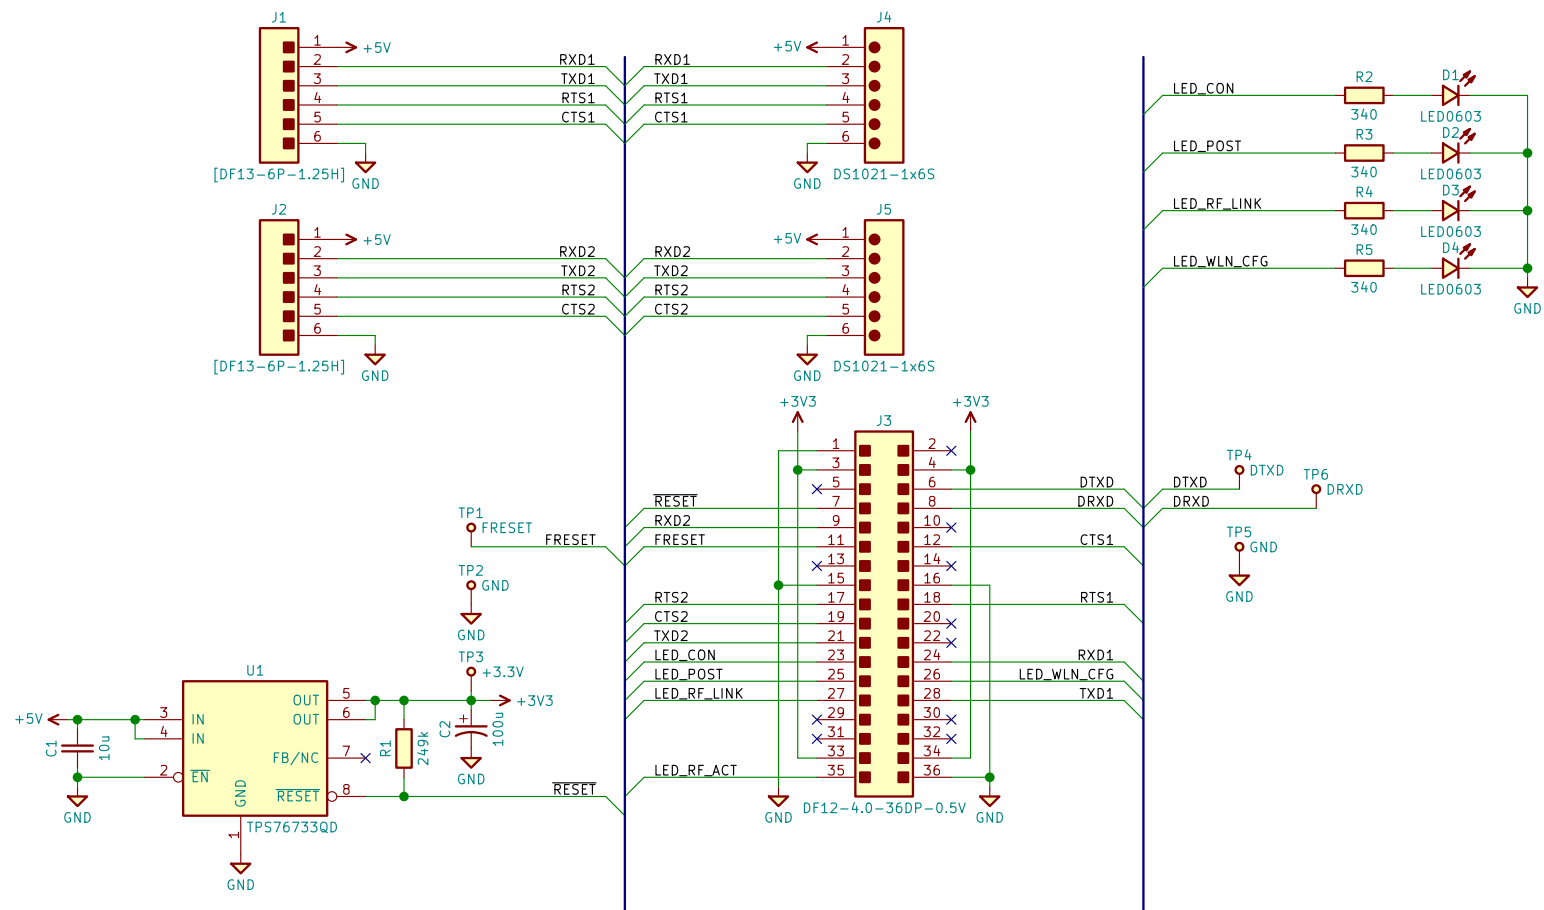 J1
1
+5V
2
RXD1
3
TXD1
4
RTS1
5
CTS1
6
[DF13-6P-1.25H]
GND
J4
+5V
1
RXD1
2
TXD1
3
RTS1
4
CTS1
5
6
GND
DS1021-1x6S
J2
1
+5V
2
RXD2
3
TXD2
4
RTS2
5
CTS2
6
[DF13-6P-1.25H]
GND
J5
+5V
1
RXD2
2
TXD2
3
RTS2
4
CTS2
5
6
GND
DS1021-1x6S
LED_CON
R2
340
D1
LED0603
LED_POST
R3
340
D2
LED0603
LED_RF_LINK
R4
340
D3
LED0603
LED_WLN_CFG
R5
340
D4
LED0603
GND
+3V3
J3
+3V3
1 2
3 4
5 6 DTXD
RESET 7 8 DRXD
RXD2 9 10
FRESET 11 12 CTS1
13 14
15 16
RTS2 17 18 RTS1
CTS2 19 20
TXD2 21 22
LED_CON 23 24 RXD1
LED_POST 25 26 LED_WLN_CFG
LED_RF_LINK 27 28 TXD1
29 30
31 32
33 34
LED_RF_ACT 35 36
GND
DF12-4.0-36DP-0.5V
GND
TP4
DTXD
DTXD
TP6
DRXD
DRXD
TP5
GND
GND
TP1
FRESET
FRESET
TP2
GND
GND
TP3
+3.3V
+3V3
U1
+5V
3 IN
4 IN
2 EN
OUT 5
OUT 6
FB/NC 7
RESET 8
GND
1
TPS76733QD
GND
C1
10u
GND
R1
249k
C2
100u
GND
RESET